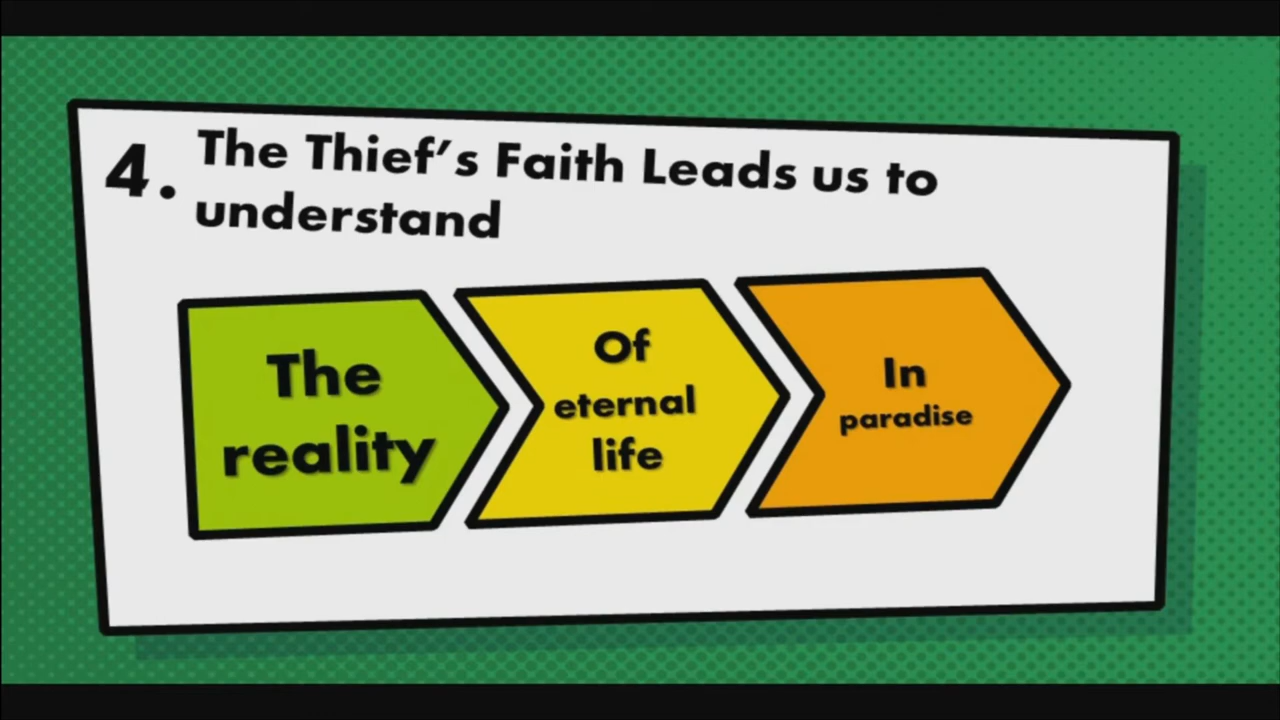 4. The Thief's Faith Leads us to
understand
The
reality
Of
eternal
life
In
paradise